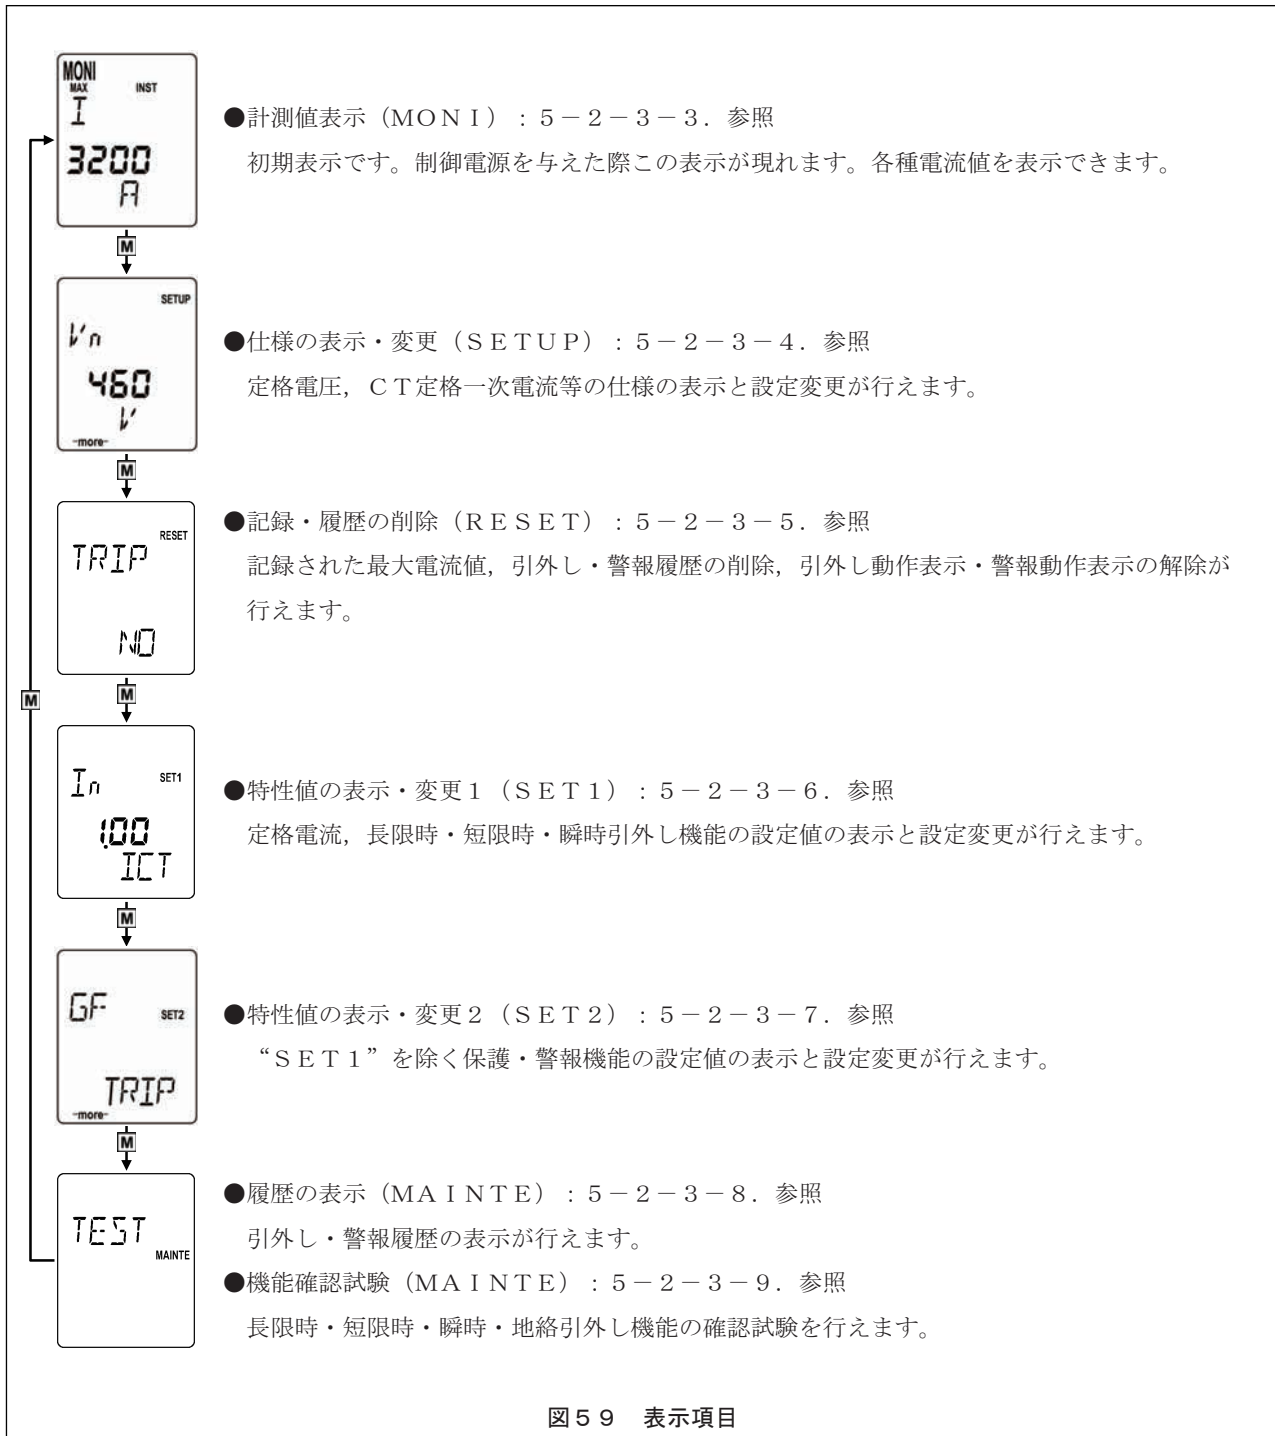 MONI
MAX INST
I
3200
A
●計測値表示（ＭＯＮＩ）：５－２－３－３．参照
初期表示です。制御電源を与えた際この表示が現れます。各種電流値を表示できます。
M
SETUP
Vn
460
V
-more-
●仕様の表示・変更（ＳＥＴＵＰ）：５－２－３－４．参照
定格電圧，ＣＴ定格一次電流等の仕様の表示と設定変更が行えます。
M
RESET
TRIP
NO
●記録・履歴の削除（ＲＥＳＥＴ）：５－２－３－５．参照
記録された最大電流値，引外し・警報履歴の削除，引外し動作表示・警報動作表示の解除が
行えます。
M
M
In SET1
1.00
ICT
●特性値の表示・変更１（ＳＥＴ１）：５－２－３－６．参照
定格電流，長限時・短限時・瞬時引外し機能の設定値の表示と設定変更が行えます。
M
GF SET2
TRIP
-more-
●特性値の表示・変更２（ＳＥＴ２）：５－２－３－７．参照
“ＳＥＴ１”を除く保護・警報機能の設定値の表示と設定変更が行えます。
M
TEST
MAINTE
●履歴の表示（ＭＡＩＮＴＥ）：５－２－３－８．参照
引外し・警報履歴の表示が行えます。
●機能確認試験（ＭＡＩＮＴＥ）：５－２－３－９．参照
長限時・短限時・瞬時・地絡引外し機能の確認試験を行えます。
図５９　表示項目